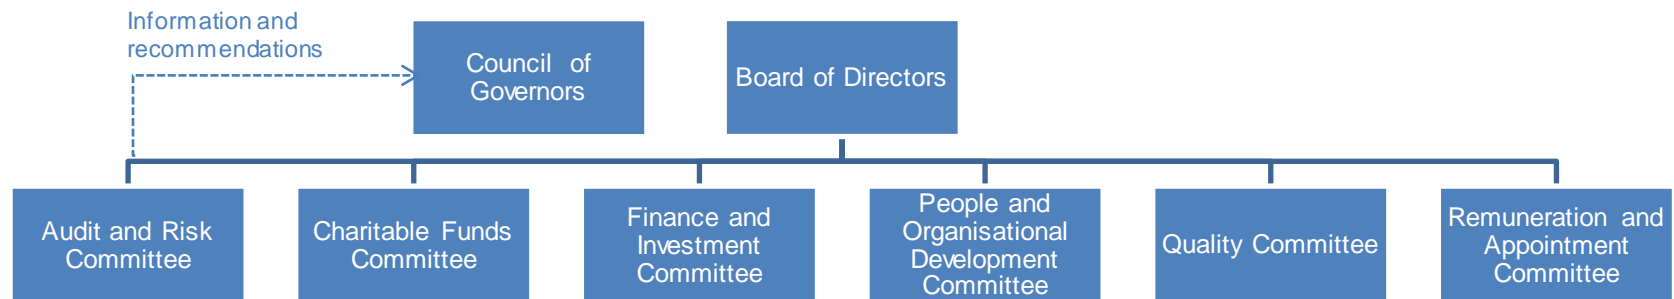 Information and
recommendations
Council of
Governors
Board of Directors
Audit and Risk
Committee
Charitable Funds
Committee
Finance and
Investment
Committee
People and
Organisational
Development
Committee
Quality Committee
Remuneration and
Appointment
Committee